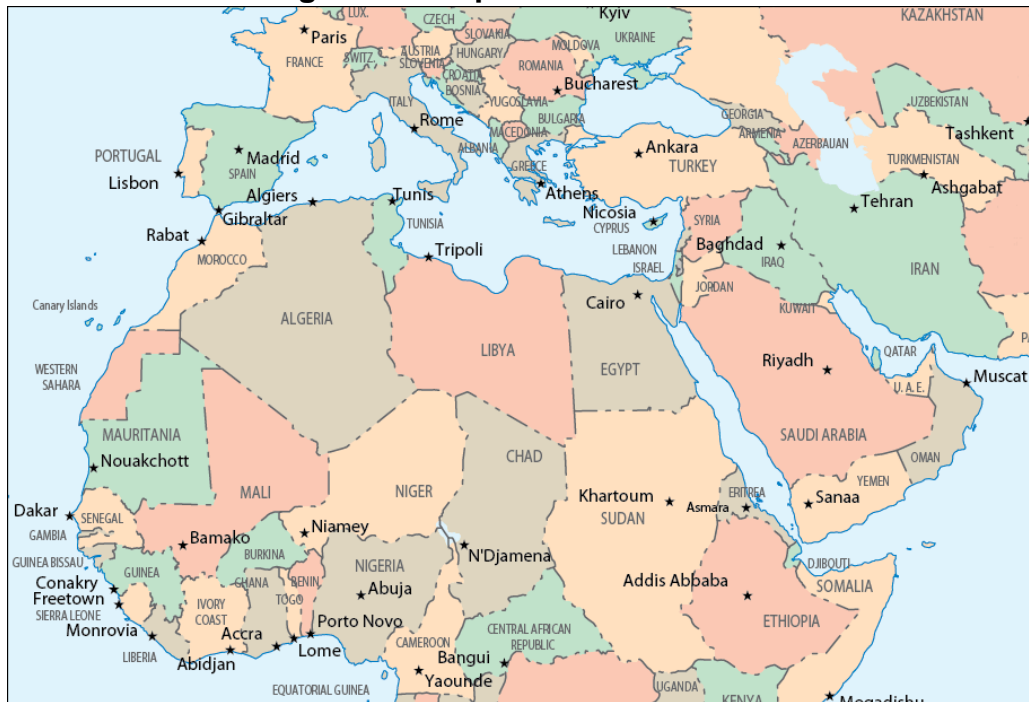 Kyiv
KAZAKHSTAN
LUX.
CZECH
UKRAINE
Paris
SLOVAKIA
AUSTRIA
HUNGARY
MOLDOVA
FRANCE
SWITZ.
SLOVENIA
ROMANIA
CROATIA
BOSNIA
Bucharest
ITALY
YUGOSLAVIA
UZBEKISTAN
GEORGIA
Rome
BULGARIA
MACEDONIA
ARMENIA
AZERBAUAN
Tashkent
ALBANIA
Ankara
PORTUGAL
Madrid
SPAIN
GREECE
TURKEY
TURKMENISTAN
Lisbon
Algiers
Tunis
Athens
Ashgabat
Gibraltar
Nicosia
CYPRUS
SYRIA
Tehran
Rabat
TUNISIA
Tripoli
LEBANON
Baghdad
MOROCCO
ISRAEL
IRAQ
IRAN
JORDAN
Canary Islands
Cairo
KUWAIT
ALGERIA
LIBYA
QATAR
WESTERN
SAHARA
EGYPT
Riyadh
Muscat
U. A. E.
MAURITANIA
SAUDI ARABIA
CHAD
OMAN
Nouakchott
MALI
NIGER
Khartoum
SUDAN
ERITREA
Asmara
YEMEN
Sanaa
Dakar
SENEGAL
GAMBIA
Niamey
Bamako
BURKINA
N'Djamena
GUINEA BISSAU
GUINEA
NIGERIA
DJIBOUTI
Conakry
GHANA
BENIN
Abuja
Addis Abbaba
SOMALIA
Freetown
TOGO
SIERRA LEONE
IVORY
COAST
Porto Novo
ETHIOPIA
Monrovia
Accra
CENTRAL AFRICAN
REPUBLIC
LIBERIA
Abidjan
Lome
CAMEROON
Bangui
Yaounde
EQUATORIAL GUINEA
UGANDA
KENYA
Mogadishu